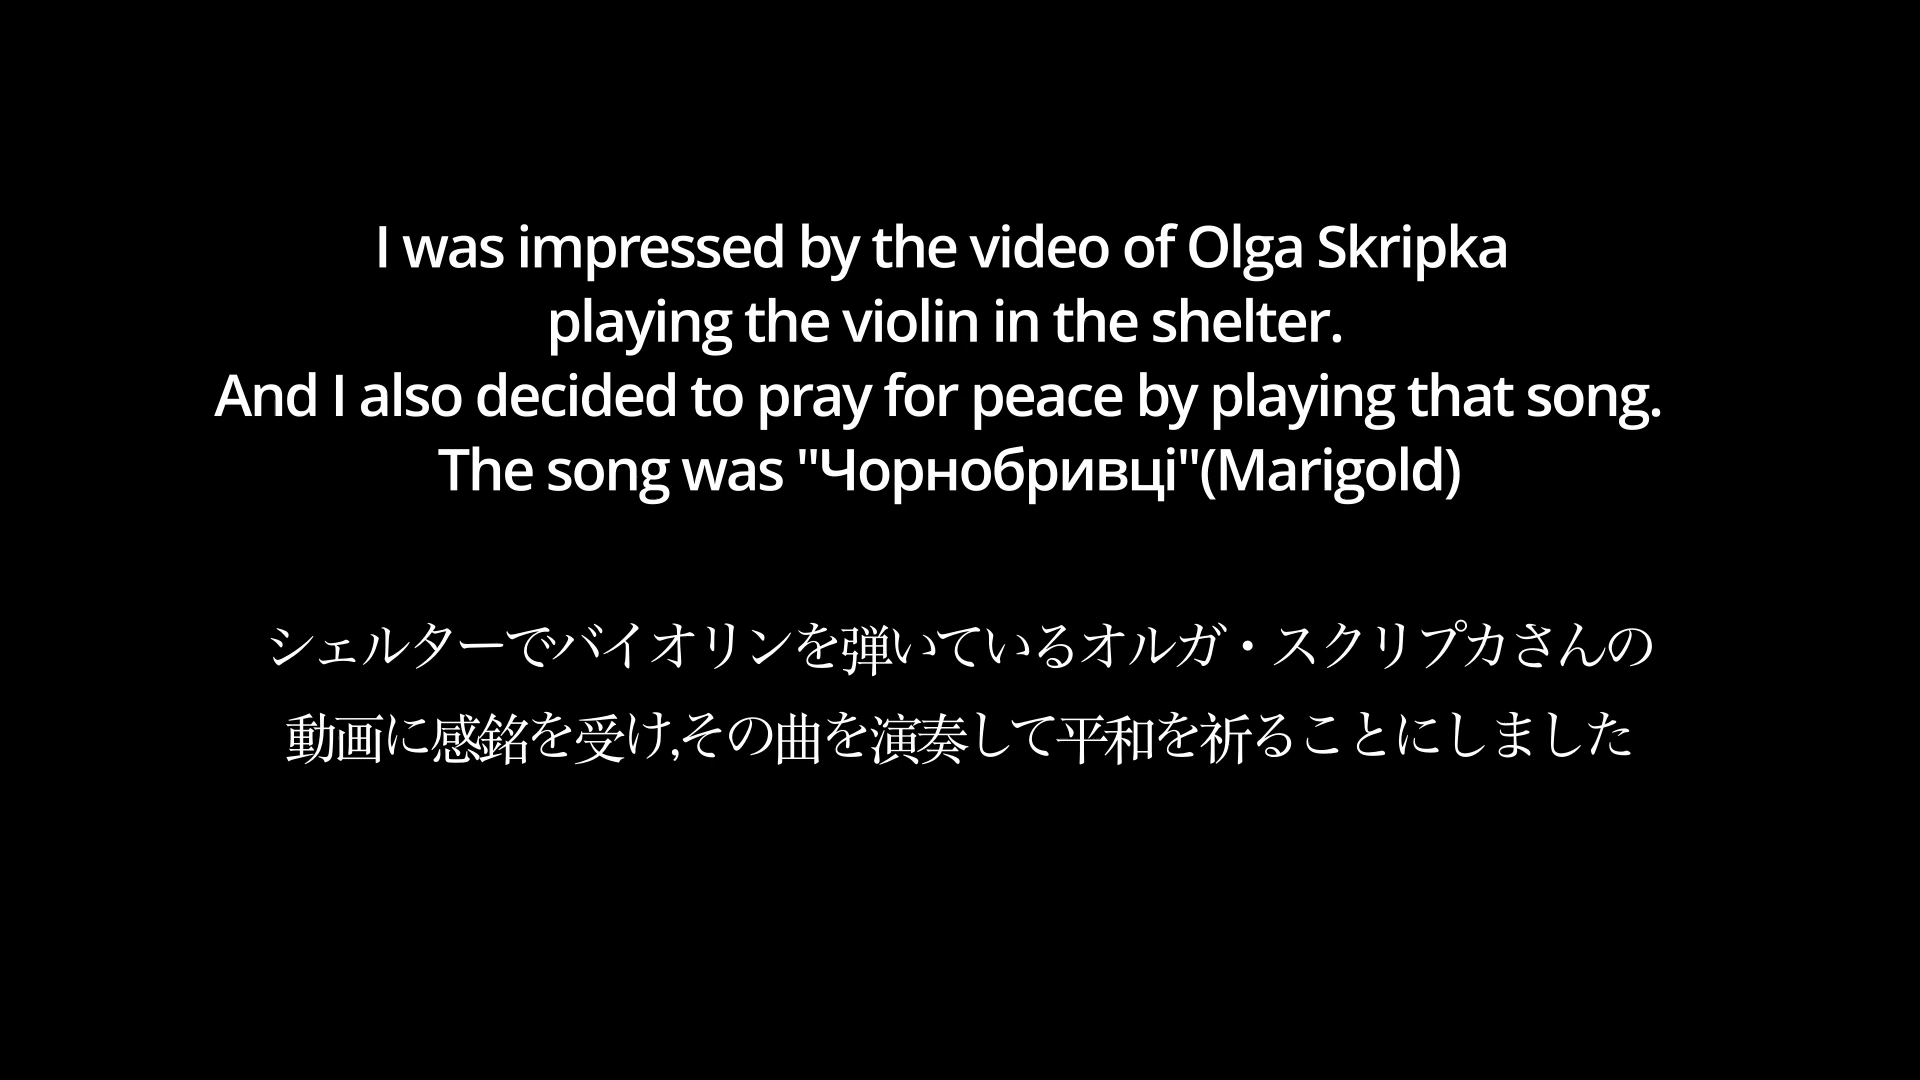 I was impressed by the video of Olga Skripka
playing the violin in the shelter.
And I also decided to pray for peace by playing that song.
The song was "Чорнобривці"(Marigold)
シェルターでバイオリンを弾いているオルガ・スクリプカさんの
動画に感銘を受け,その曲を演奏して平和を祈ることにしました